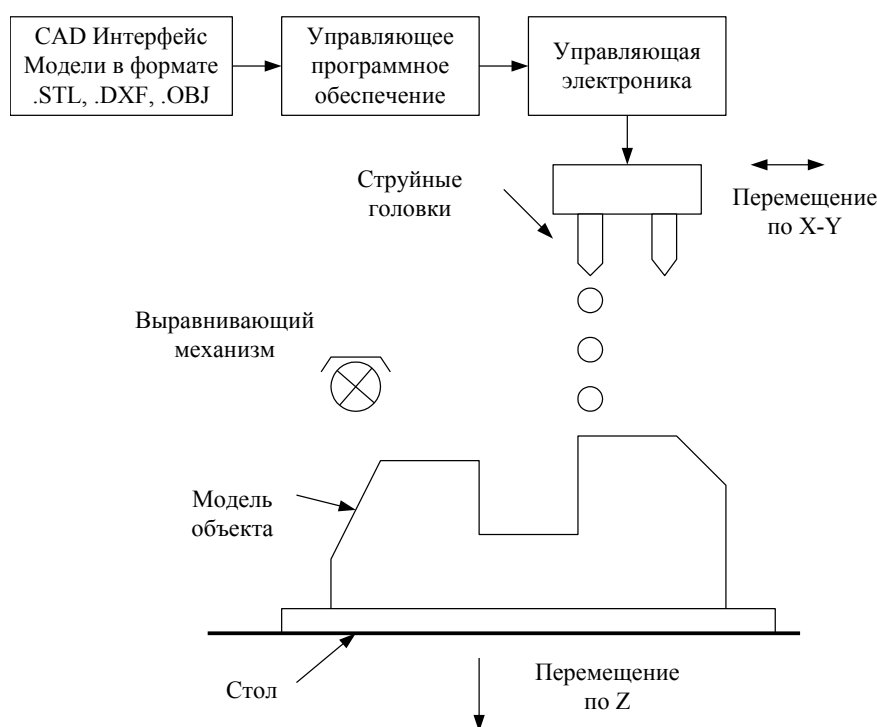 CAD Интерфейс
Модели в формате
.STL, .DXF, .OBJ
Управляющее
программное
обеспечение
Управляющая
электроника
Струйные
головки
Перемещение
по X-Y
Выравнивающий
механизм
Модель
объекта
Стол
Перемещение
по Z